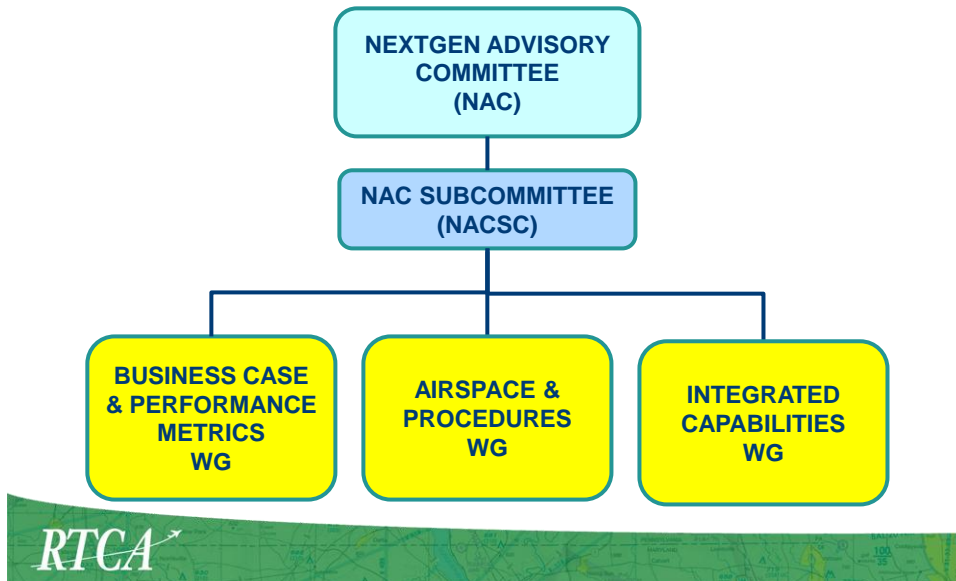 NEXTGEN ADVISORY
COMMITTEE
(NAC)
NAC SUBCOMMITTEE
(NACSC)
BUSINESS CASE
& PERFORMANCE
METRICS
WG
AIRSPACE &
PROCEDURES
WG
INTEGRATED
CAPABILITIES
WG
RTCA